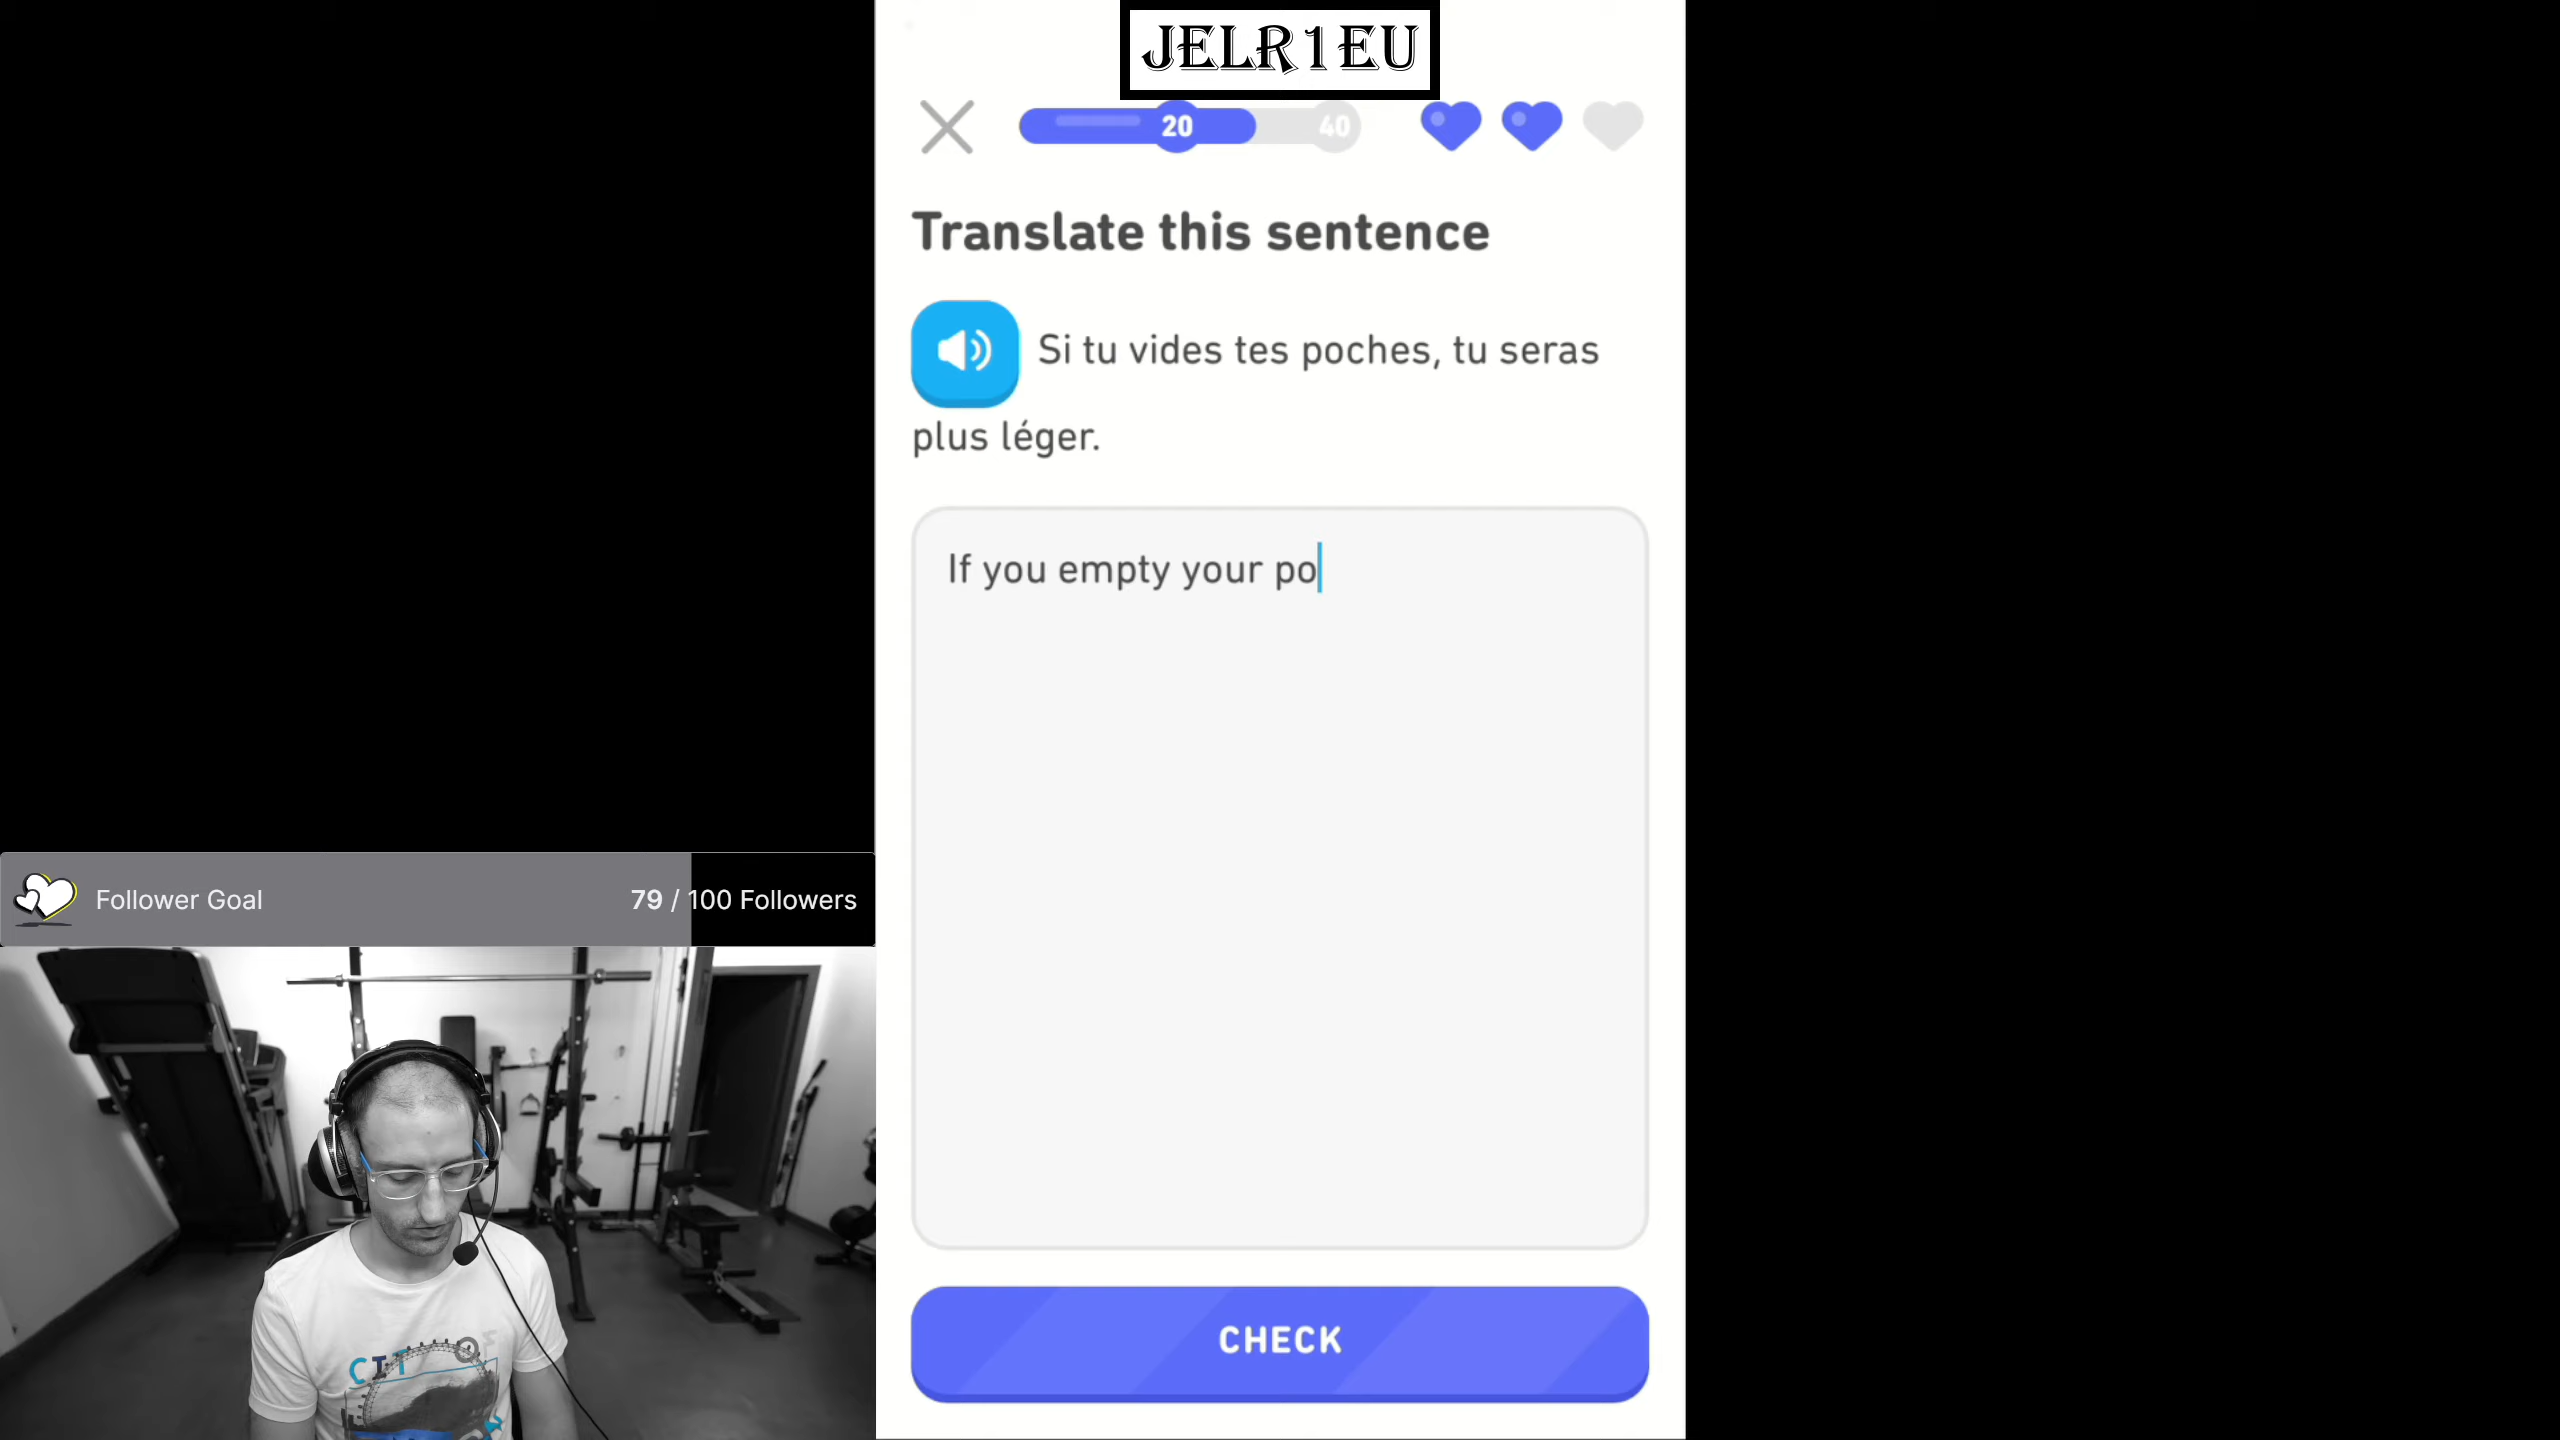 JELR1EU
20
40
Translate this sentence
Si tu vides tes poches, tu seras
plus léger.
If you empty your po
Follower Goal
79 / 100 Followers
CIT
CHECK